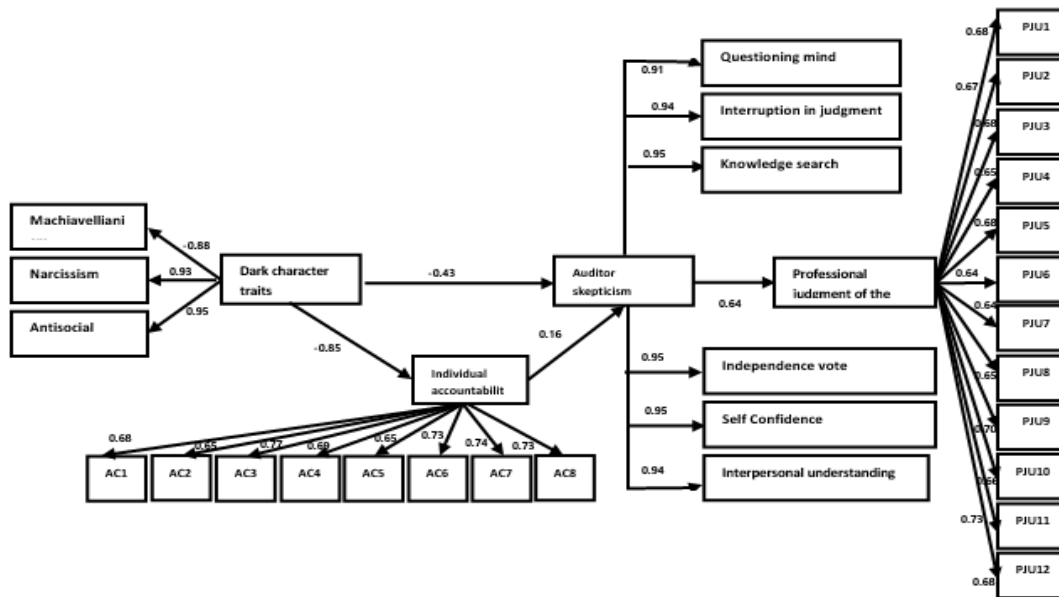 PJU1
0.68
Questioning mind
0.91
PJU2
0.67
Interruption in judgment
0.94
PJU3
0.68
Knowledge search
0.95
PJU4
0.65
Machiavelliani
-0.88
PJU5
0.68
Narcissism
0.93
Dark character
traits
-0.43
Auditor
skepticism
0.64
Professional
judgment of the
PJU6
0.64
Antisocial
0.95
0.64
PJU7
-0.85
0.16
Individual
accountabilit
0.95
Independence vote
PJU8
0.65
0.95
Self Confidence
PJU9
0.70
0.68
0.65
0.77
0.69
0.65
0.73
0.74
0.73
AC1
AC2
AC3
AC4
AC5
AC6
AC7
AC8
0.94
Interpersonal understanding
PJU10
0.66
PJU11
0.73
PJU12
0.68